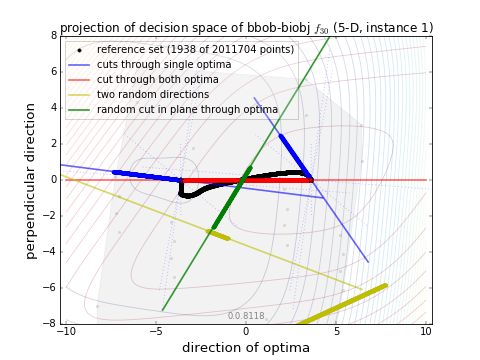 projection of decision space of bbob-biobj f30 (5-D, instance 1)
reference set (1938 of 2011704 points)
cuts through single optima
cut through both optima
two random directions
random cut in plane through optima
8
6
4
2
0
−2
−4
−6
−8
perpendicular direction
0.0.8118.
−10
−5
0
5
10
direction of optima